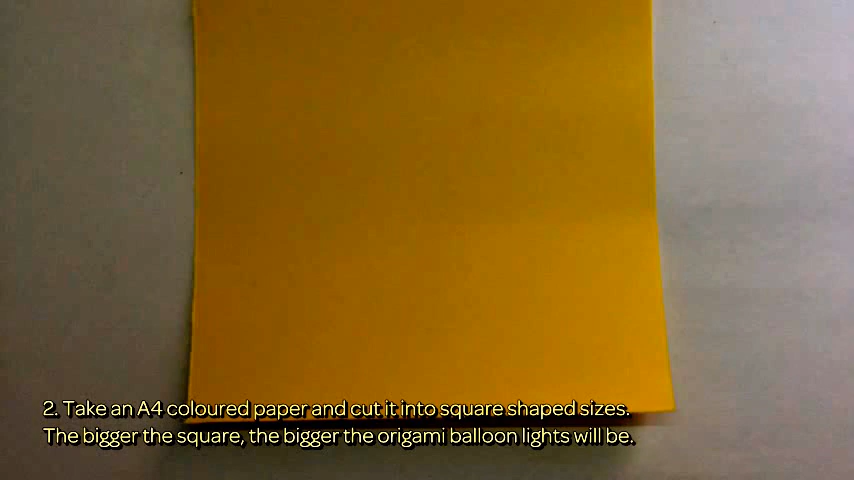 2. Take an A4 coloured paper and cut it into square shaped sizes.
The bigger the square, the bigger the origami balloon lights will be.